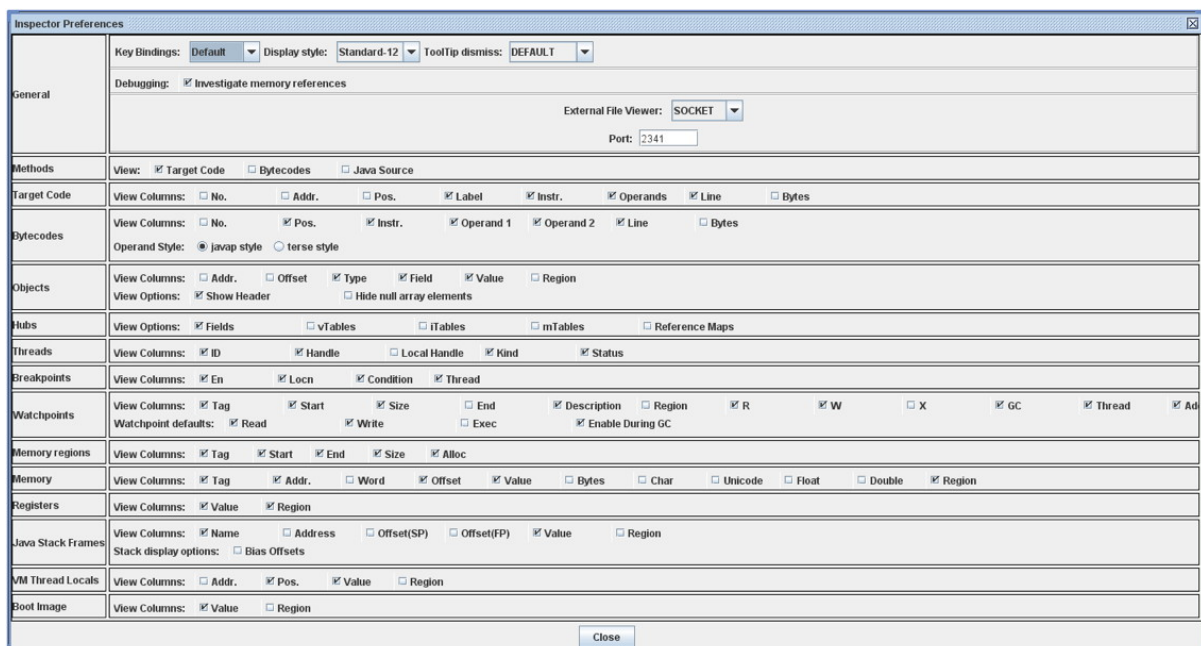 Inspector Preferences
General
Key Bindings: Default Display style: Standard-12 ToolTip dismiss: DEFAULT
Debugging: Investigate memory references
External File Viewer: SOCKET
Port: 2341
Methods View: Target Code Bytecodes Java Source
Target Code View Columns: No. Addr. Pos. Label Instr. Operands Line Bytes
Bytecodes
View Columns: No. Pos. Instr. Operand 1 Operand 2 Line Bytes
Operand Style: javap style terse style
Objects
View Columns: Addr. Offset Type Field Value Region
View Options: Show Header Hide null array elements
Hubs View Options: Fields vTables iTables mTables Reference Maps
Threads View Columns: ID Handle Local Handle Kind Status
Breakpoints View Columns: En Locn Condition Thread
Watchpoints
View Columns: Tag Start Size End Description Region R W X GC Thread
Watchpoint defaults: Read Write Exec Enable During GC
Memory regions View Columns: Tag Start End Size Alloc
Memory View Columns: Tag Addr. Word Offset Value Bytes Char Unicode Float Double Region
Registers View Columns: Value Region
Java Stack Frames
View Columns: Name Address Offset(SP) Offset(FP) Value Region
Stack display options: Bias Offsets
VM Thread Locals View Columns: Addr. Pos. Value Region
Boot Image View Columns: Value Region
Close